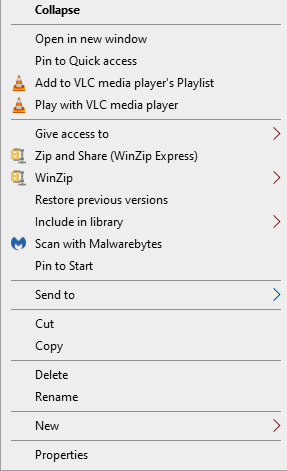 Collapse
Open in new window
Pin to Quick access
Add to VLC media player's Playlist
Play with VLC media player
Give access to
Zip and Share (WinZip Express)
WinZip
Restore previous versions
Include in library
Scan with Malwarebytes
Pin to Start
Send to
Cut
Copy
Delete
Rename
New
Properties